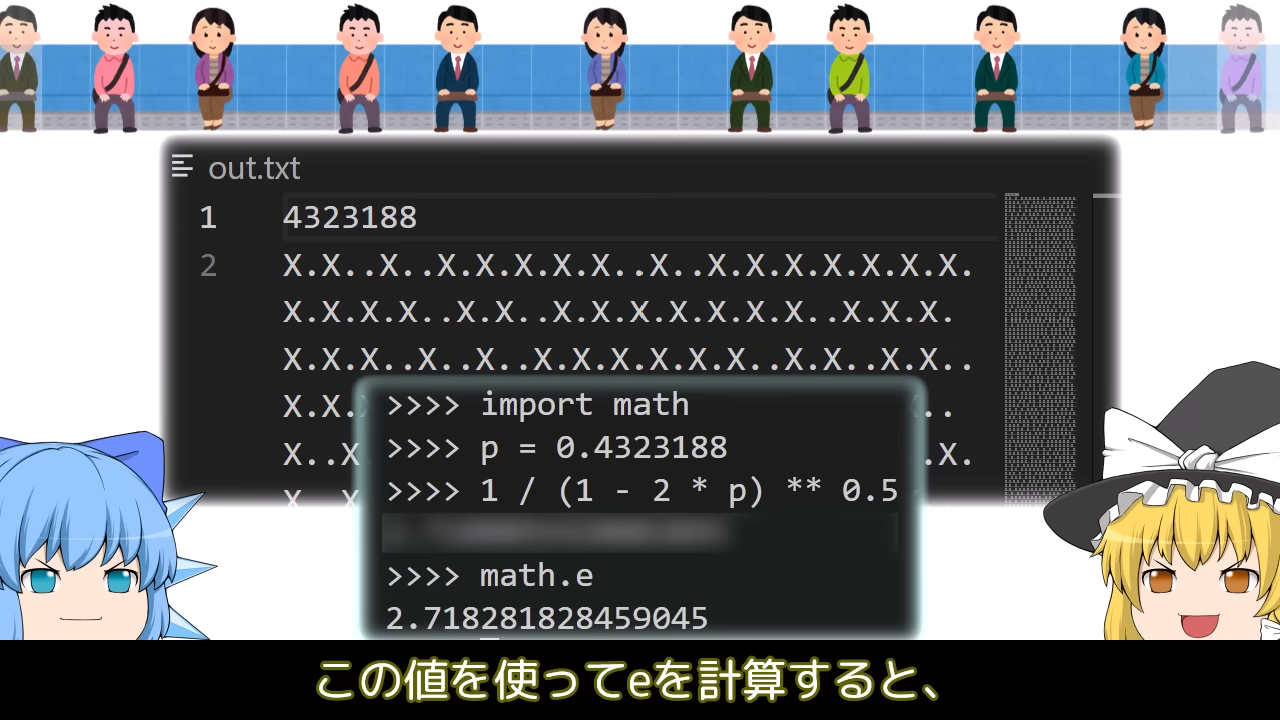 out.txt
1 4323188
2 X.X..X..X.X.X.X.X..X..X.X.X.X.X.X.X.
X.X.X.X..X.X..X.X.X.X.X.X.X..X.X.X.
X.X.X..X..X..X.X.X.X.X.X..X.X..X.X..
X.X.
X..X
>>>> import math
>>>> p = 0.4323188
>>>> 1 / (1 - 2 * p) ** 0.5
>>>> math.e
2.718281828459045
この値を使ってeを計算すると、